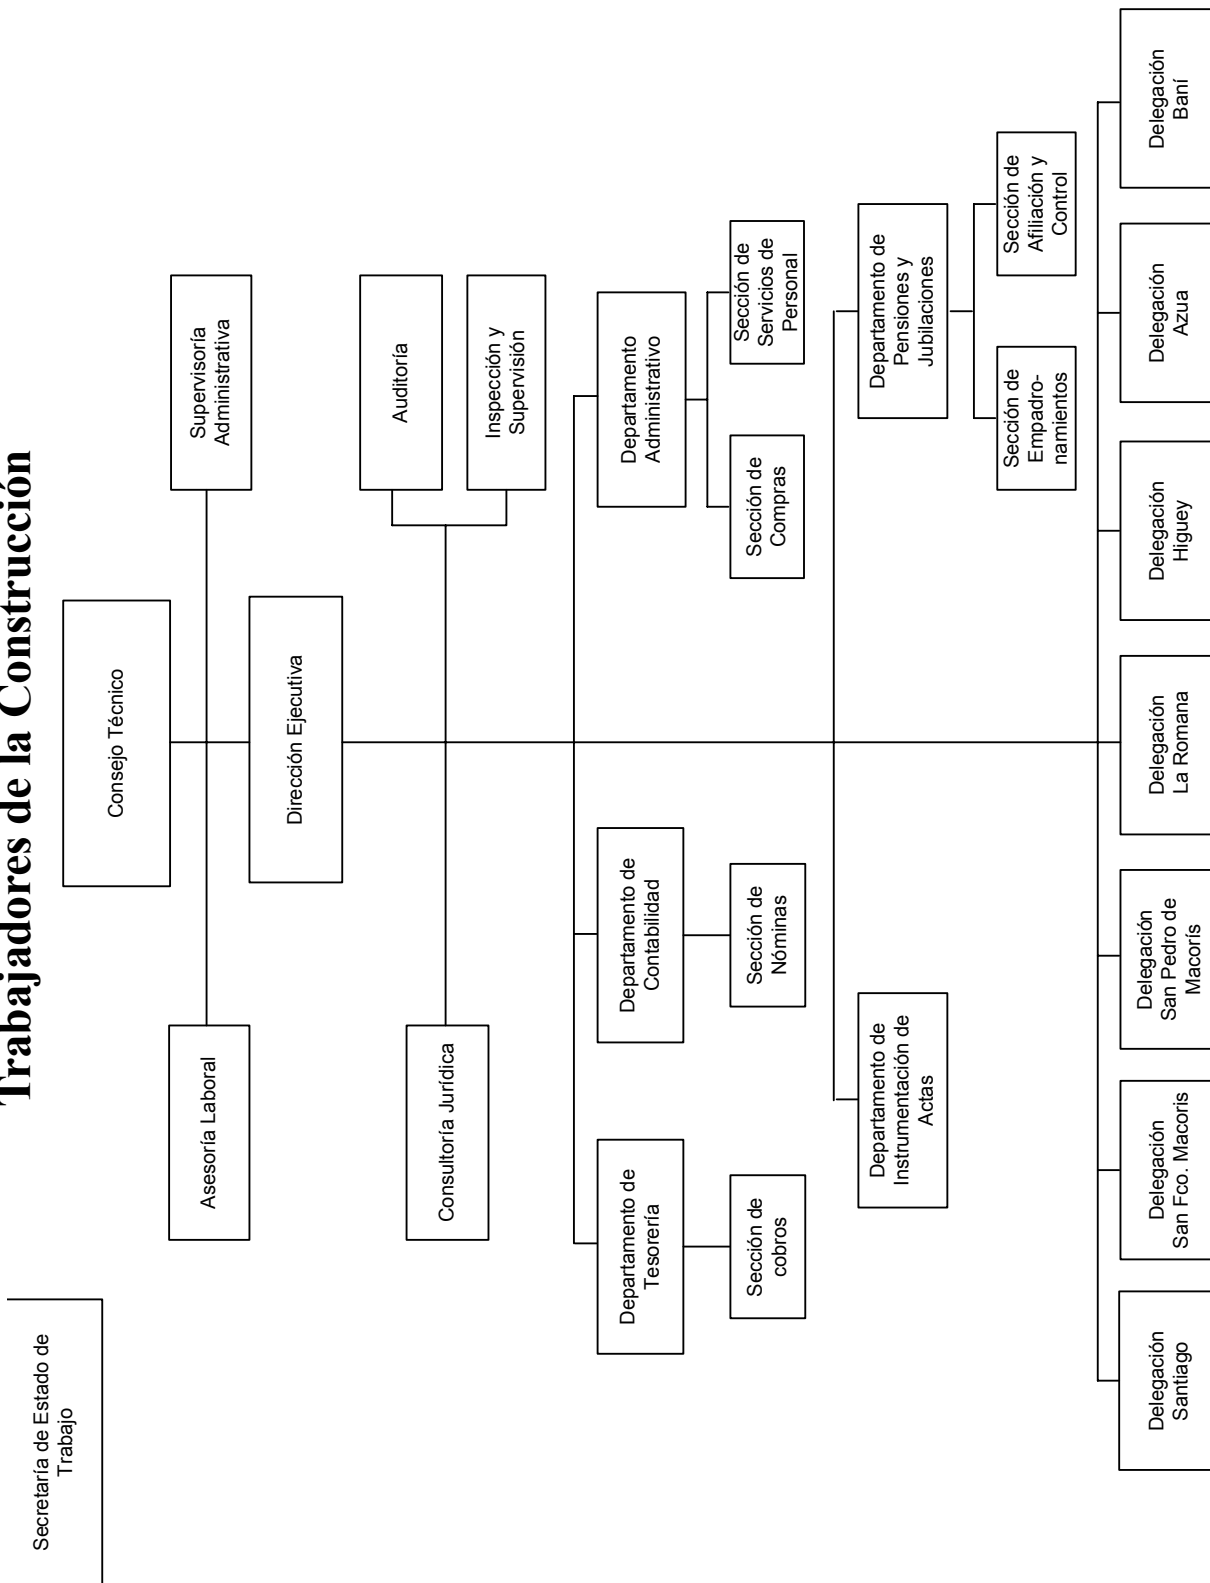 Trabajadores de la Construcción
Secretaría de Estado de
Trabajo
Consejo Técnico
Asesoría Laboral
Supervisoría
Administrativa
Dirección Ejecutiva
Consultoría Jurídica
Auditoría
Inspección y
Supervisión
Departamento de
Tesorería
Departamento de
Contabilidad
Departamento
Administrativo
Sección de
cobros
Sección de
Nóminas
Sección de
Compras
Sección de
Servicios de
Personal
Departamento de
Instrumentación de
Actas
Departamento de
Pensiones y
Jubilaciones
Sección de
Empadro-
namientos
Sección de
Afiliación y
Control
Delegación
Santiago
Delegación
San Fco. Macoris
Delegación
San Pedro de
Macorís
Delegación
La Romana
Delegación
Higuey
Delegación
Azua
Delegación
Baní